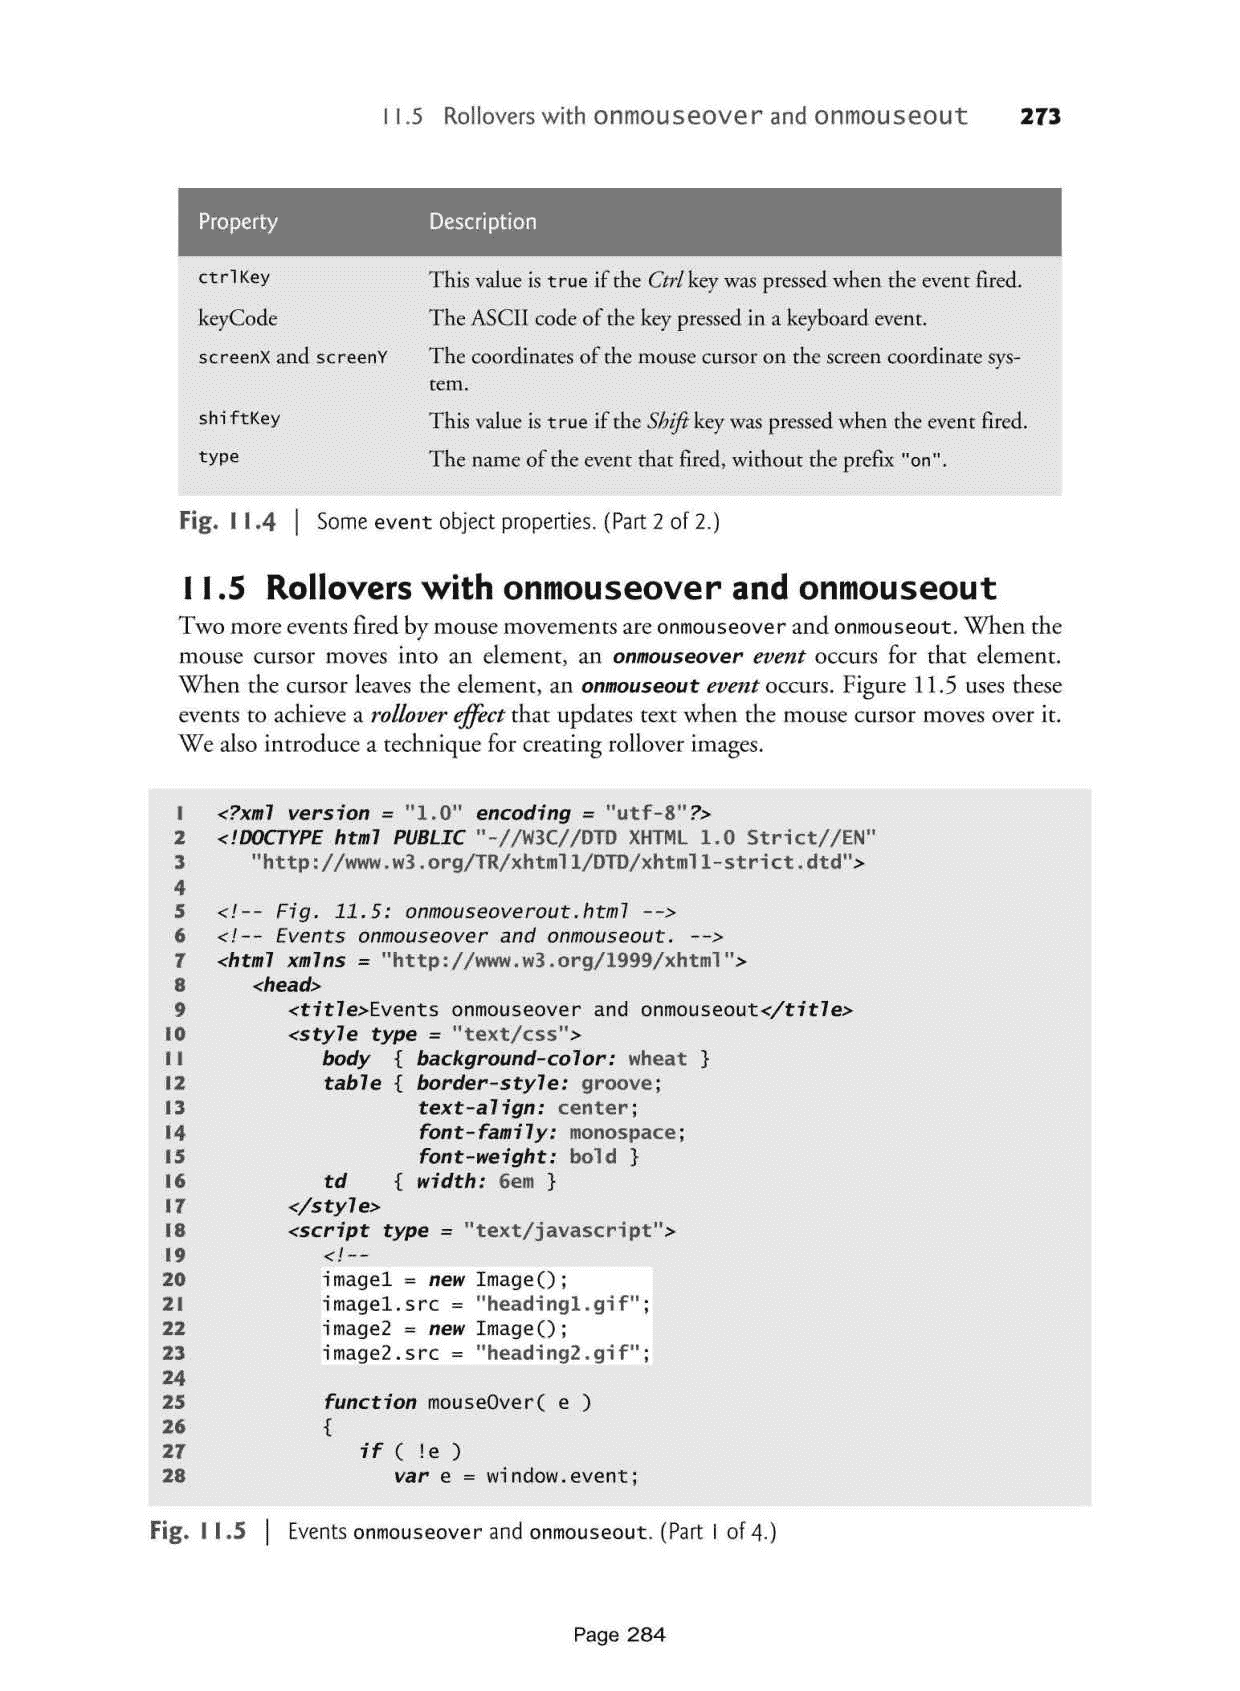 11.5 Rollovers with onmouseover and onmouseout 273
Property Description
ctrlKey This value is true if the Ctrl key was pressed when the event fired.
keyCode The ASCII code of the key pressed in a keyboard event.
screenX and screenY The coordinates of the mouse cursor on the screen coordinate sys-
tem.
shiftKey This value is true if the Shift key was pressed when the event fired.
type The name of the event that fired, without the prefix "on".
Fig. 11.4 | Some event object properties. (Part 2 of 2.)
11.5 Rollovers with onmouseover and onmouseout
Two more events fired by mouse movements are onmouseover and onmouseout. When the
mouse cursor moves into an element, an onmouseover event occurs for that element.
When the cursor leaves the element, an onmouseout event occurs. Figure 11.5 uses these
events to achieve a rollover effect that updates text when the mouse cursor moves over it.
We also introduce a technique for creating rollover images.
1 <?xml version = "1.0" encoding = "utf-8"?>
2 <!DOCTYPE html PUBLIC "-//W3C//DTD XHTML 1.0 Strict//EN"
3 "http://www.w3.org/TR/xhtml1/DTD/xhtml1-strict.dtd">
4
5 <!-- Fig. 11.5: onmouseoverout.html -->
6 <!-- Events onmouseover and onmouseout. -->
7 <html xmlns = "http://www.w3.org/1999/xhtml">
8 <head>
9 <title>Events onmouseover and onmouseout</title>
10 <style type = "text/css">
11 body { background-color: wheat }
12 table { border-style: groove;
13 text-align: center;
14 font-family: monospace;
15 font-weight: bold }
16 td { width: 6em }
17 </style>
18 <script type = "text/javascript">
19 <!--
20 image1 = new Image();
21 image1.src = "heading1.gif";
22 image2 = new Image();
23 image2.src = "heading2.gif";
24
25 function mouseOver( e )
26 {
27 if ( !e )
28 var e = window.event;
Fig. 11.5 | Events onmouseover and onmouseout. (Part 1 of 4.)
Page 284